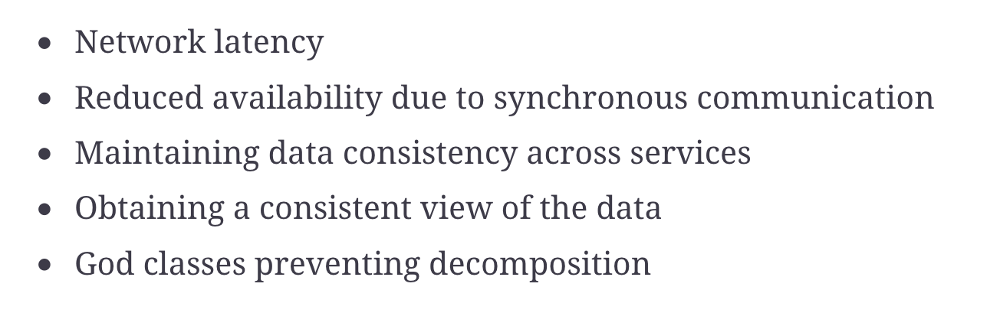 • Network latency
• Reduced availability due to synchronous communication
• Maintaining data consistency across services
• Obtaining a consistent view of the data
• God classes preventing decomposition